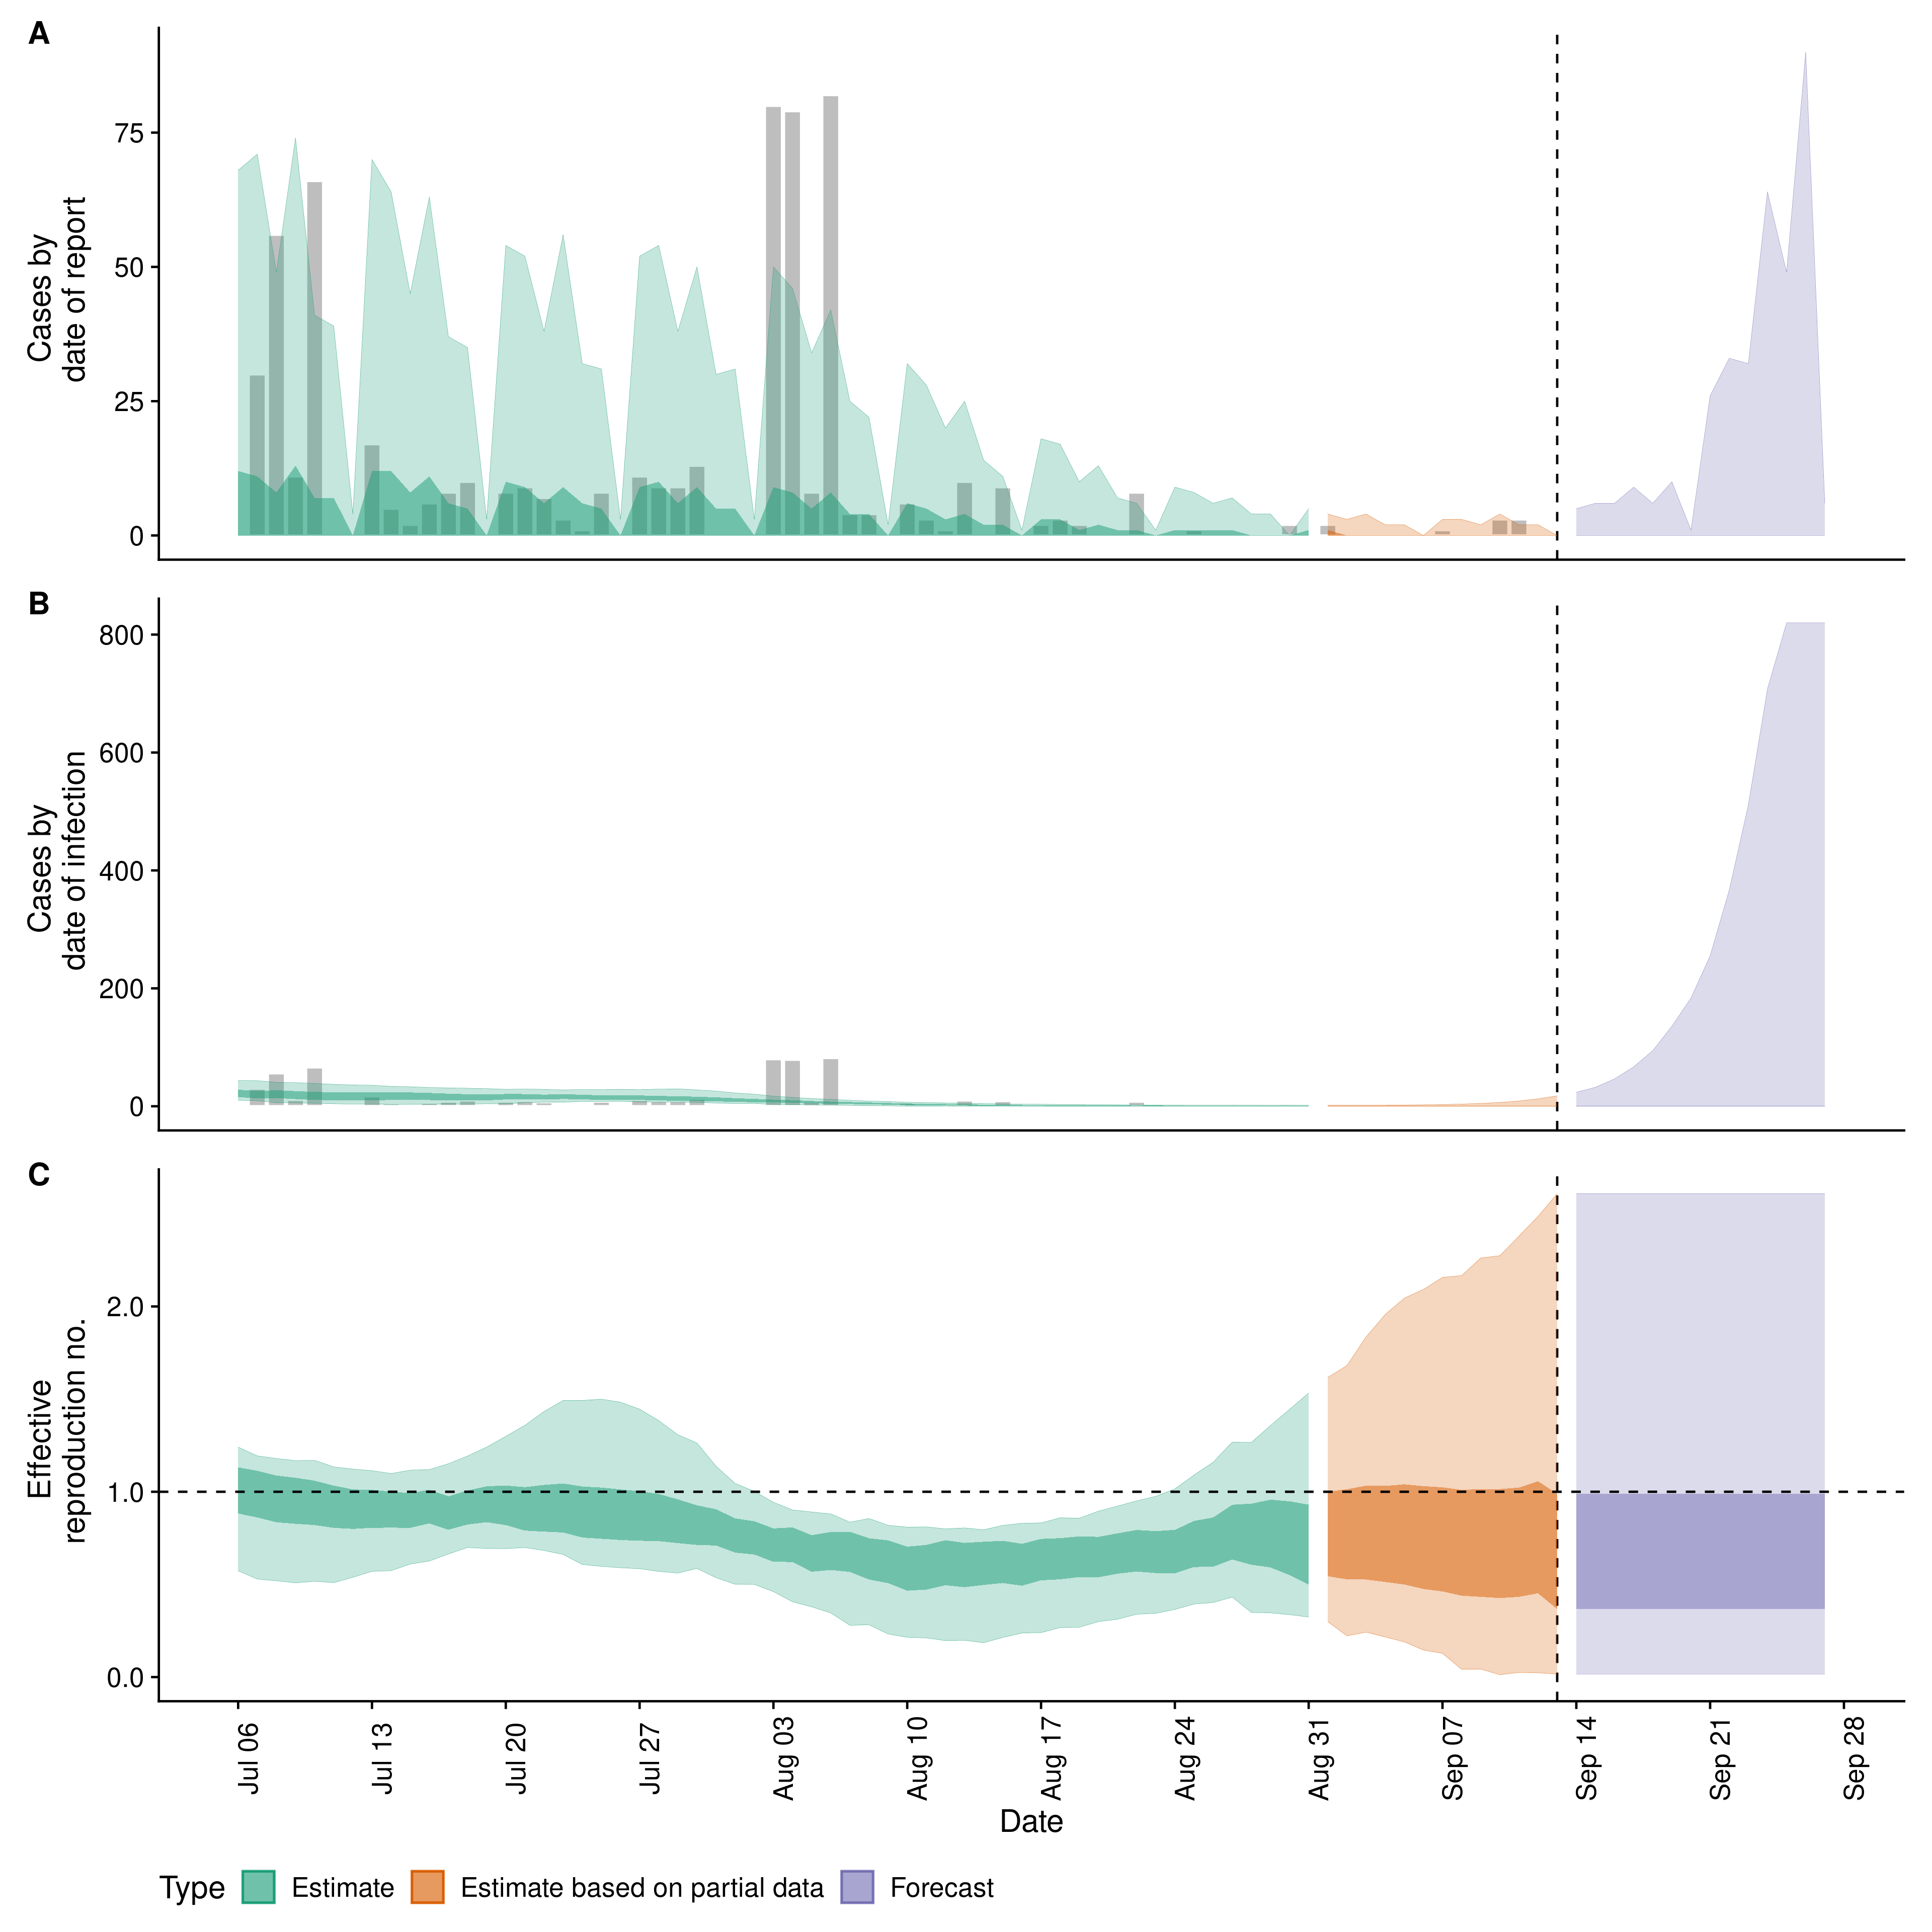 A
75
50
25
0
Cases by
date of report
B
800
600
400
200
0
Cases by
date of infection
C
2.0
1.0
0.0
Effective
reproduction no.
Jul 06
Jul 13
Jul 20
Jul 27
Aug 03
Aug 10
Aug 17
Aug 24
Aug 31
Sep 07
Sep 14
Sep 21
Sep 28
Date
Type Estimate Estimate based on partial data Forecast